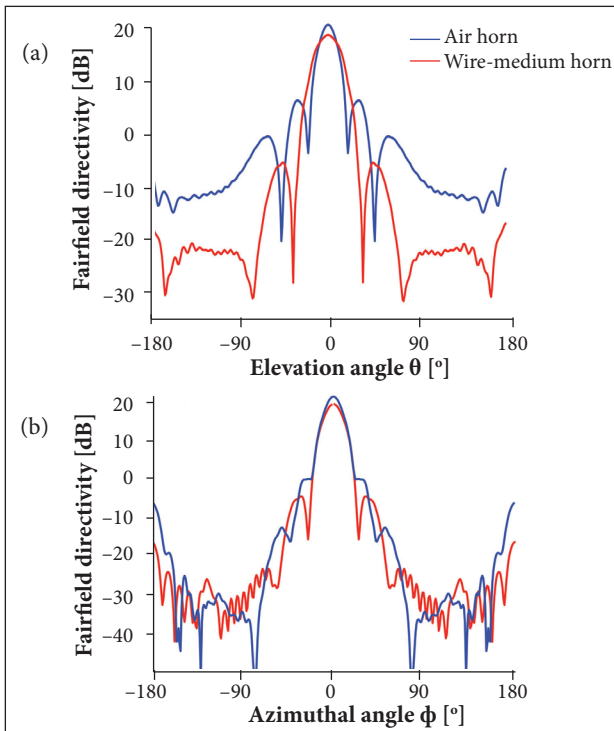 (a)
Fairfield directivity [dB]
20
10
0
−10
−20
−30
Air horn
Wire-medium horn
−180
−90
0
90
180
Elevation angle θ [º]
(b)
Fairfield directivity [dB]
20
10
0
−10
−20
−30
−40
−180
−90
0
90
180
Azimuthal angle ϕ [º]